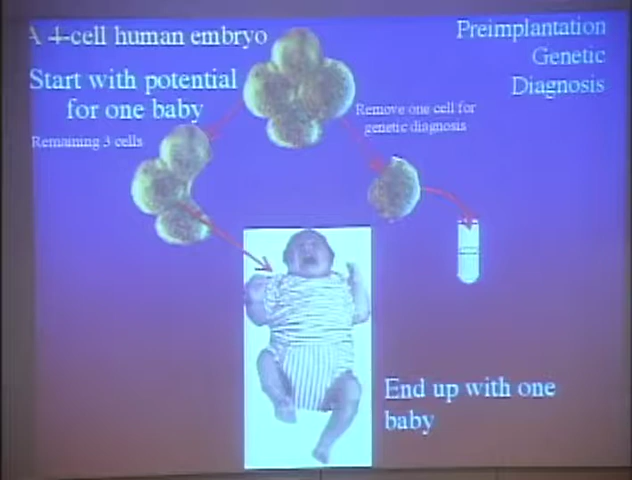 A 4-cell human embryo
Preimplantation
Genetic
Diagnosis
Start with potential
for one baby
Remove one cell for
genetic diagnosis
Remaining 3 cells
End up with one
baby